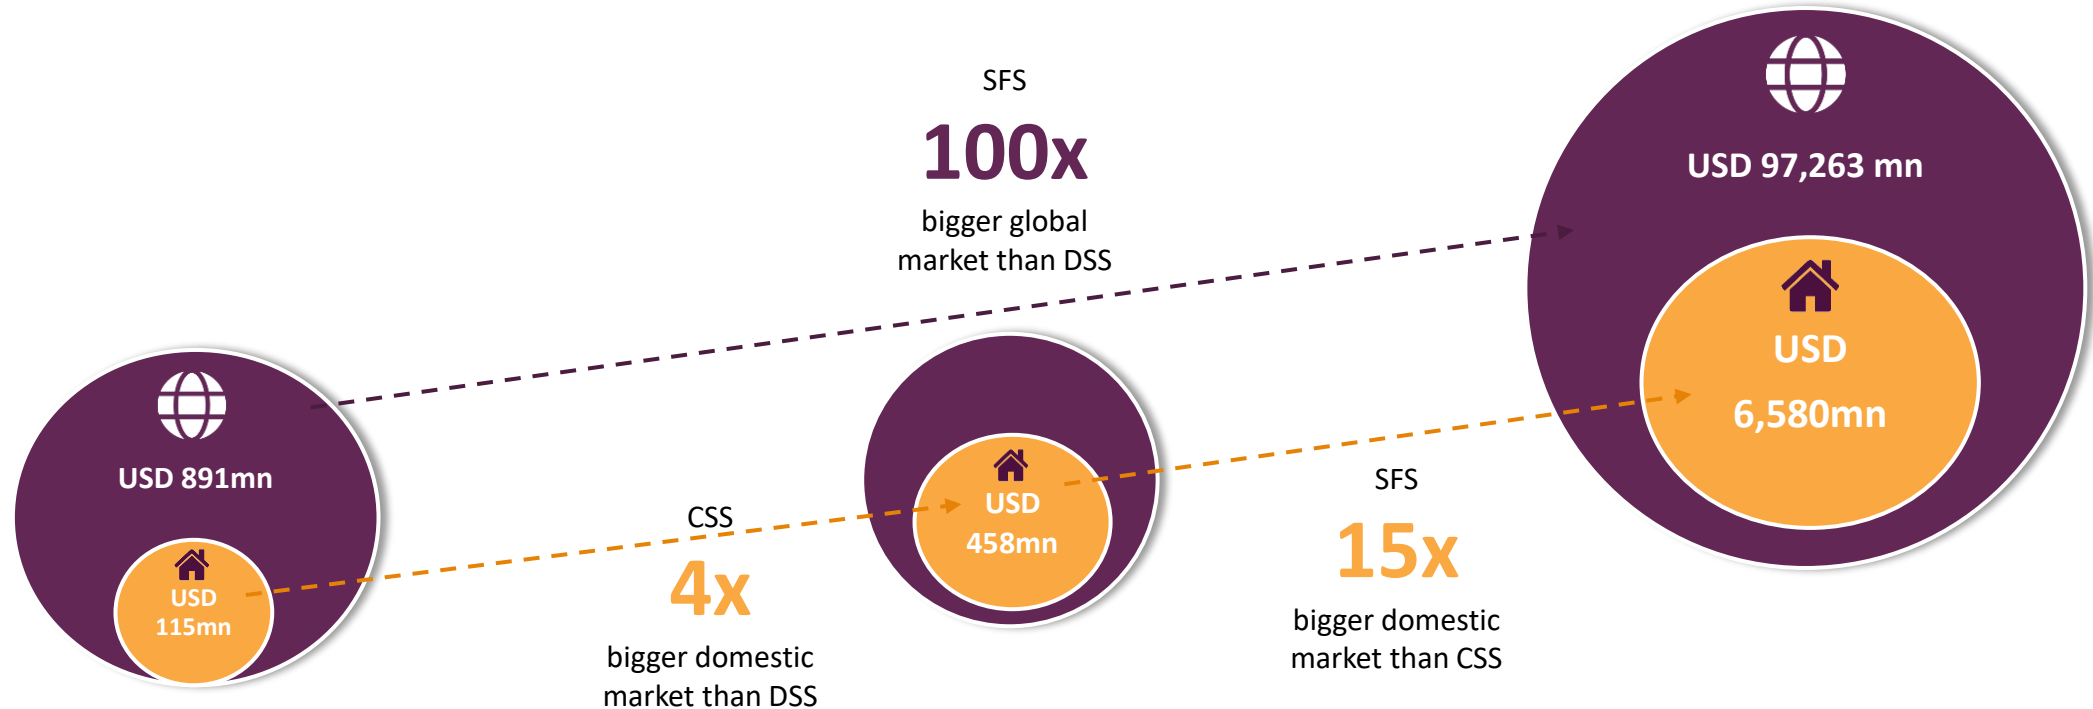 SFS
100x
bigger global
market than DSS
USD 97,263 mn
USD
6,580mn
USD 891mn
USD
115mn
CSS
4x
bigger domestic
market than DSS
USD
458mn
SFS
15x
bigger domestic
market than CSS